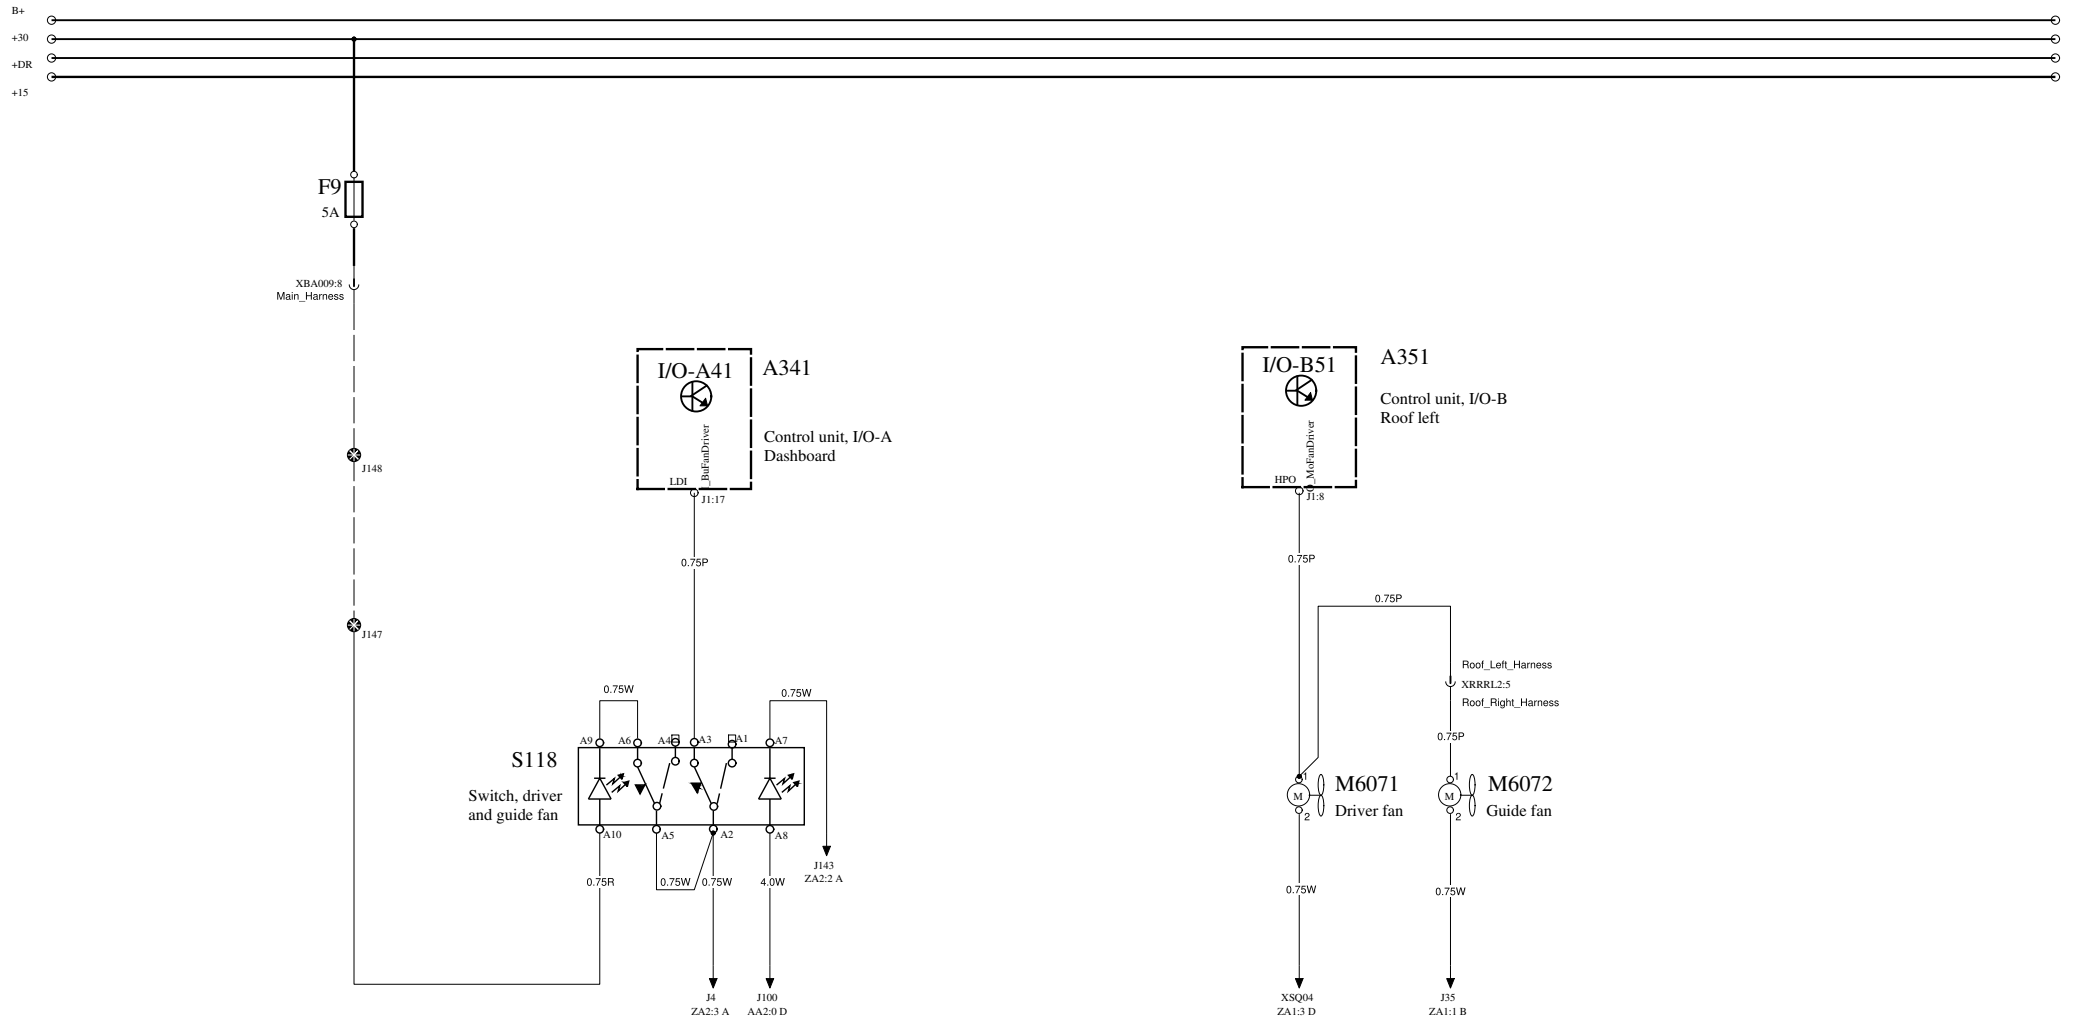 B+
+30
+DR
+15
F9
5A
XBA009:8
Main_Harness
J148
J147
I/O-A41
A341
Control unit, I/O-A
Dashboard
_BuFanDriver
LDI
J1:17
0.75P
I/O-B51
A351
Control unit, I/O-B
Roof left
O_MoFanDriver
HPO
J1:8
0.75P
0.75P
Roof_Left_Harness
XRRRL2:5
Roof_Right_Harness
0.75P
0.75W
0.75W
A9
A6
A4
A3
A1
A7
S118
Switch, driver
and guide fan
A10
A5
A2
A8
0.75R
0.75W
0.75W
4.0W
J143
ZA2:2 A
J4
ZA2:3 A
J100
AA2:0 D
1
M
2
M6071
Driver fan
1
M
2
M6072
Guide fan
0.75W
0.75W
XSQ04
ZA1:3 D
J35
ZA1:1 B